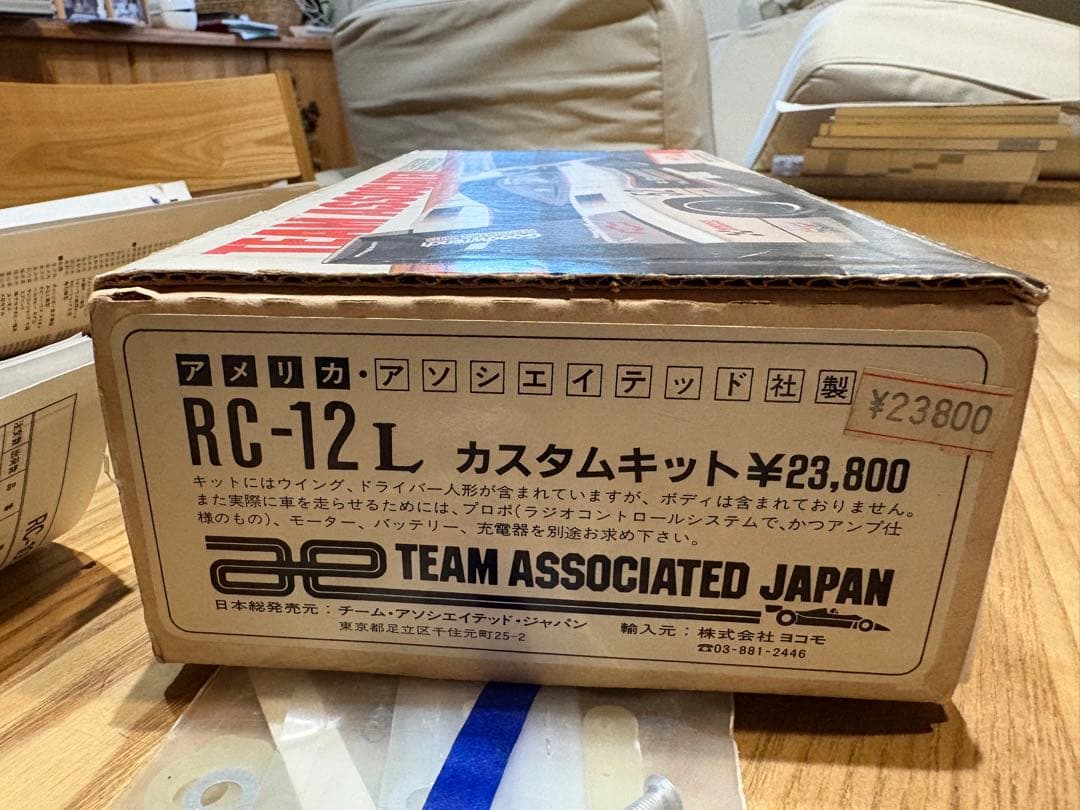 TEAM ASSOCIATED
アメリカ・アソシエイテッド社製
¥23800
RC-12L カスタムキット¥23,800
キットにはウイング、ドライバー人形が含まれていますが、ボディは含まれておりません。
また実際に車を走らせるためには、プロポ(ラジオコントロールシステムで、かつアンプ仕
様のもの)、モーター、バッテリー、充電器を別途お求め下さい。
ae TEAM ASSOCIATED JAPAN
日本総発売元:チーム・アソシエイテッド・ジャパン
東京都足立区千住元町25-2
輸入元:株式会社ヨコモ
☎03-881-2446